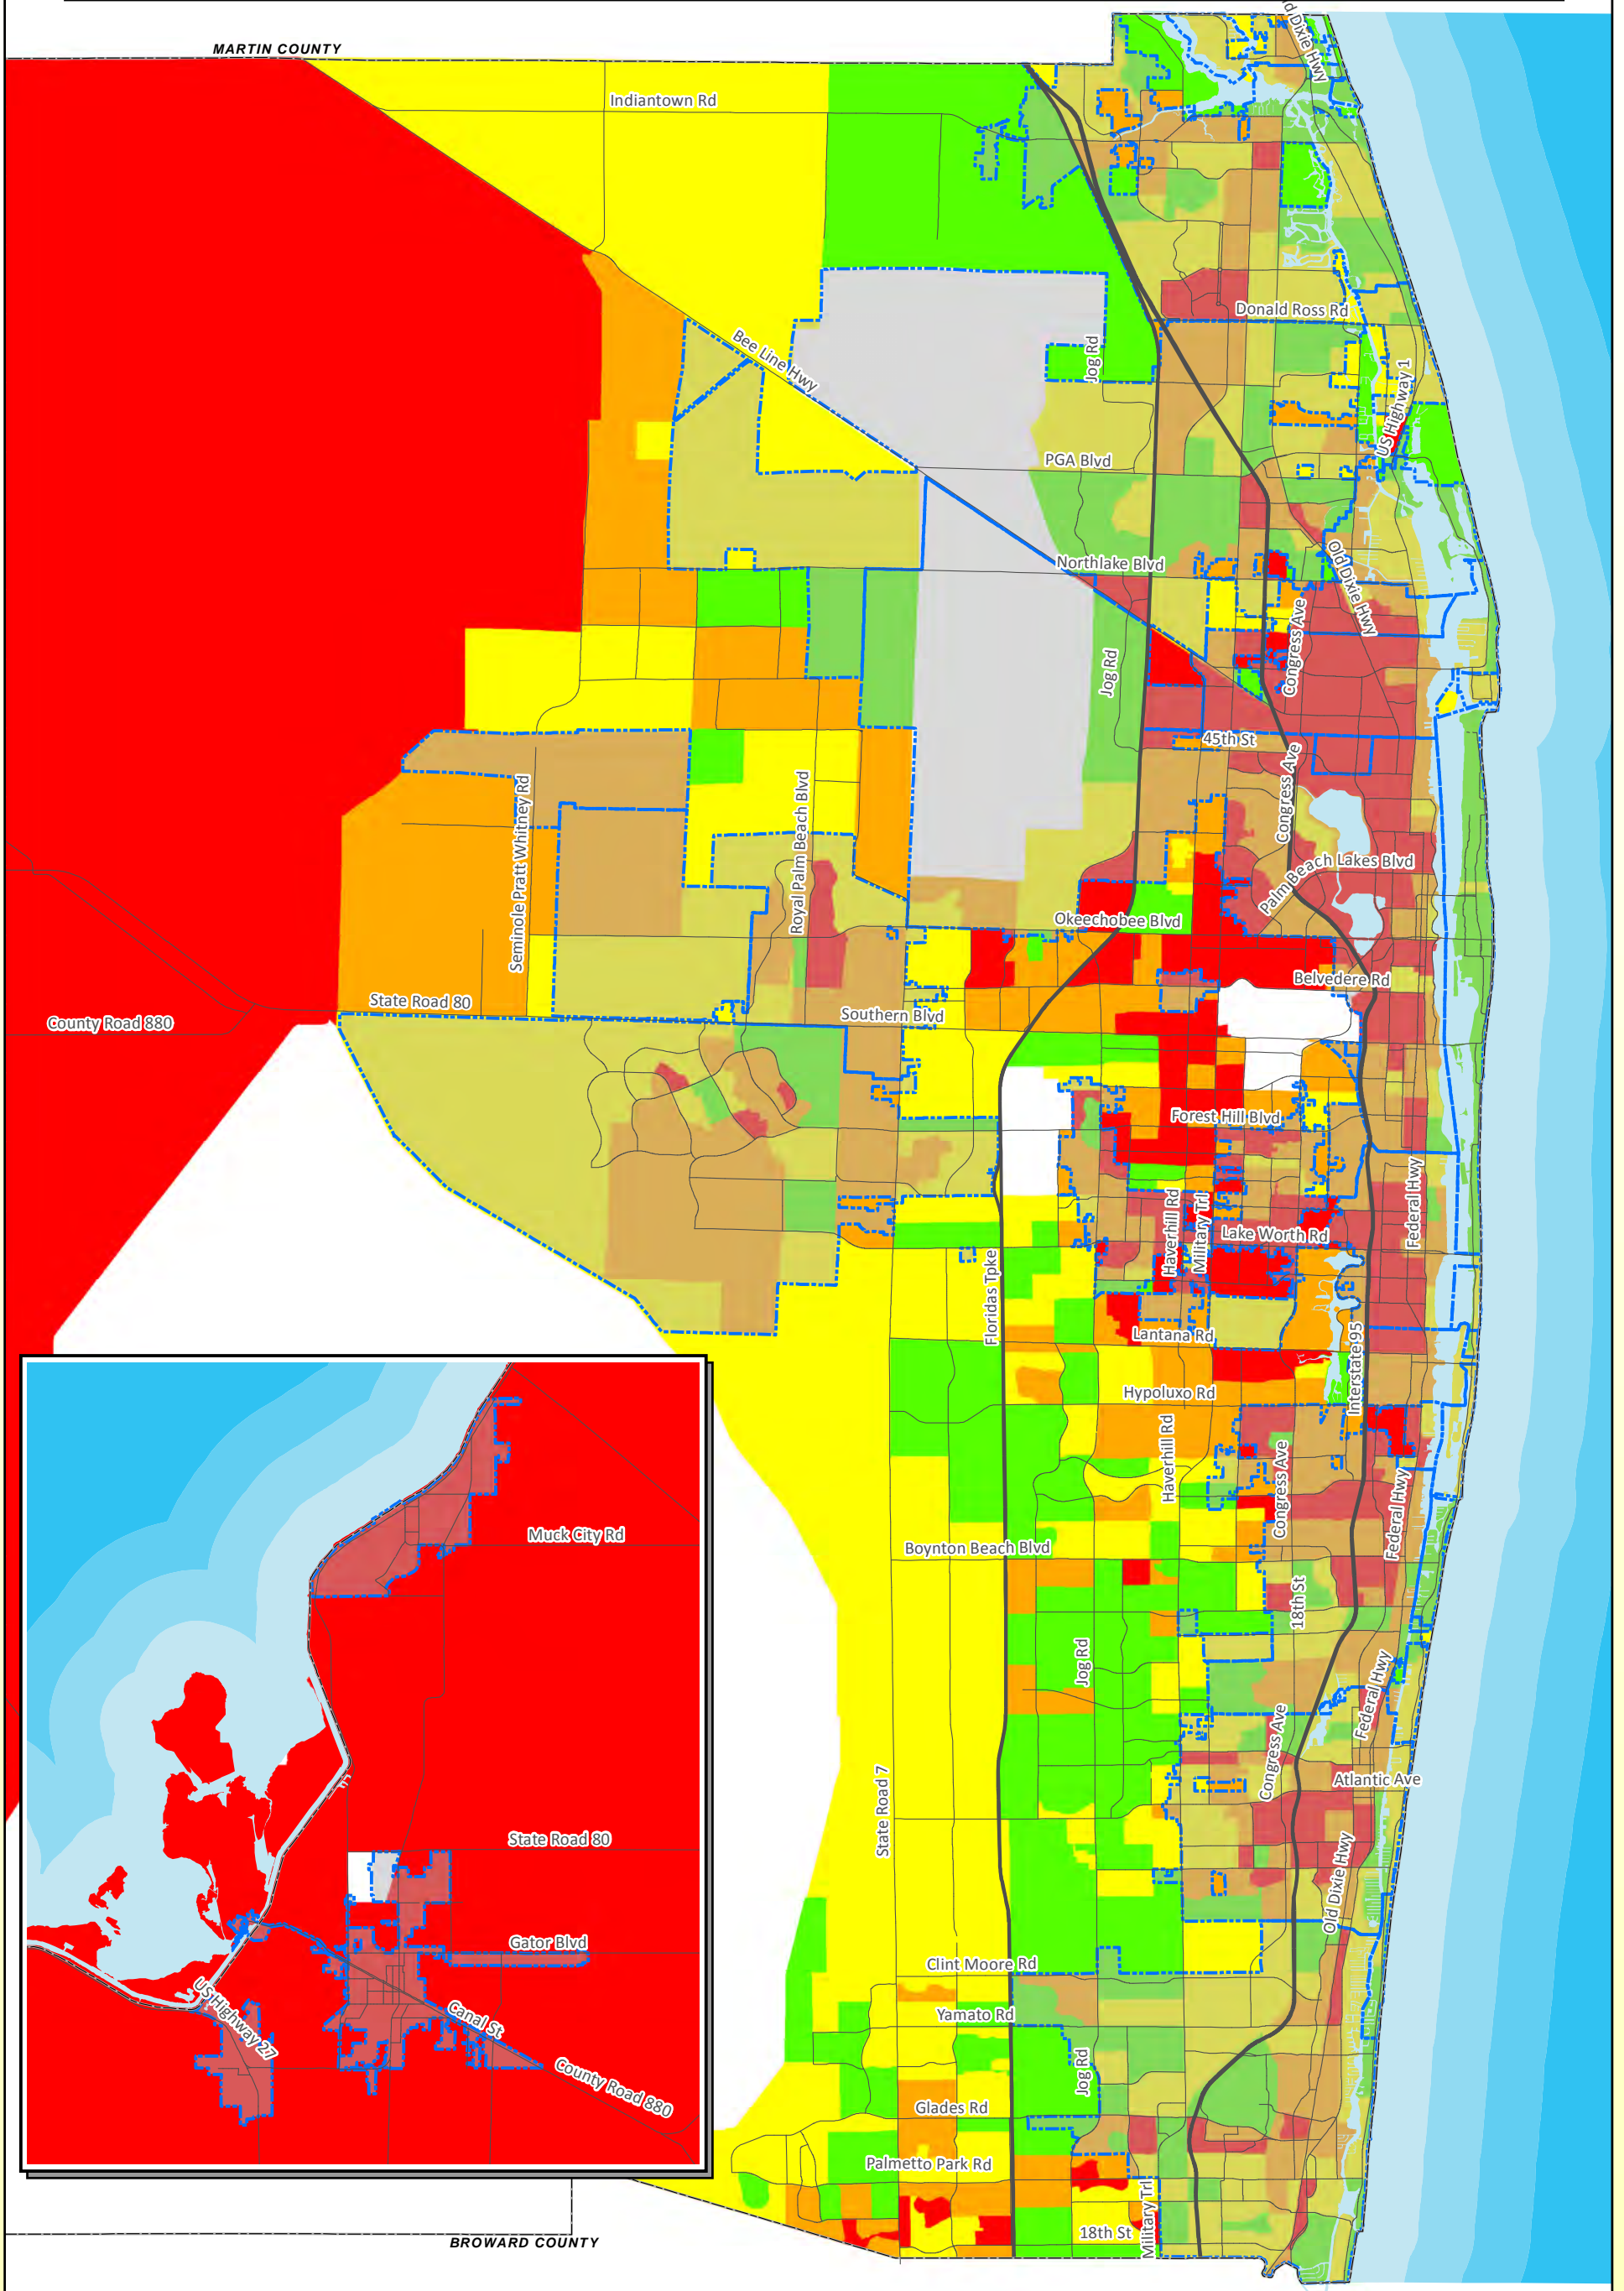 Old Dixie Hwy
MARTIN COUNTY
Indiantown Rd
Donald Ross Rd
Bee Line Hwy
Jog Rd
US Highway 1
PGA Blvd
Northlake Blvd
Old Dixie Hwy
Congress Ave
Jog Rd
45th St
Congress Ave
Seminole Pratt Whitney Rd
Royal Palm Beach Blvd
Palm Beach Lakes Blvd
Okeechobee Blvd
Belvedere Rd
State Road 80
Southern Blvd
County Road 880
Forest Hill Blvd
Haverhill Rd
Military Trl
Federal Hwy
Lake Worth Rd
Floridas Tpke
Lantana Rd
Interstate 95
Hypoluxo Rd
Haverhill Rd
Congress Ave
Federal Hwy
Muck City Rd
Boynton Beach Blvd
18th St
Jog Rd
Federal Hwy
Congress Ave
State Road 7
Atlantic Ave
State Road 80
Old Dixie Hwy
Gator Blvd
Clint Moore Rd
US Highway 27
Canal St
Yamato Rd
County Road 880
Jog Rd
Glades Rd
Palmetto Park Rd
Military Trl
18th St
BROWARD COUNTY